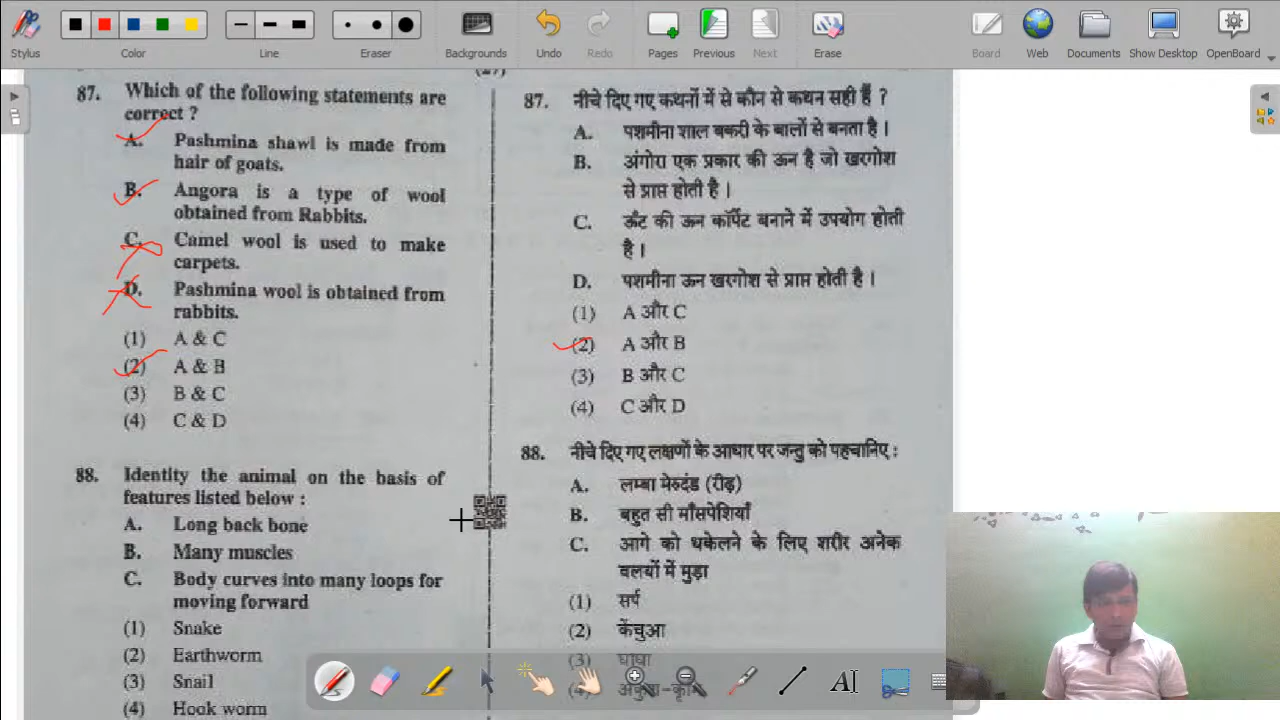 Stylus
Color
Line
Eraser
Backgrounds
Undo
Redo
Pages
Previous
Next
Erase
Board
Web
Documents
Show Desktop
OpenBoard
(27)
87. Which of the following statements are
correct ?
A. Pashmina shawl is made from
hair of goats.
B. Angora is a type of wool
obtained from Rabbits.
C. Camel wool is used to make
carpets.
D. Pashmina wool is obtained from
rabbits.
(1) A & C
(2) A & B
(3) B & C
(4) C & D
88. Identity the animal on the basis of
features listed below :
A. Long back bone
B. Many muscles
C. Body curves into many loops for
moving forward
(1) Snake
(2) Earthworm
(3) Snail
(4) Hook worm
87. नीचे दिए गए कथनों में से कौन से कथन सही हैं ?
A. पशमीना शाल बकरी के बालों से बनता है ।
B. अंगोरा एक प्रकार की ऊन है जो खरगोश
से प्राप्त होती है ।
C. ऊँट की ऊन कॉर्पेट बनाने में उपयोग होती
है ।
D. पशमीना ऊन खरगोश से प्राप्त होती है ।
(1) A और C
(2) A और B
(3) B और C
(4) C और D
88. नीचे दिए गए लक्षणों के आधार पर जन्तु को पहचानिए :
A. लम्बा मेरुदंड (रीढ़)
B. बहुत सी माँसपेशियाँ
C. आगे को धकेलने के लिए शरीर अनेक
वलयों में मुड़ा
(1) सर्प
(2) केंचुआ
(3) घोंघा
(4)